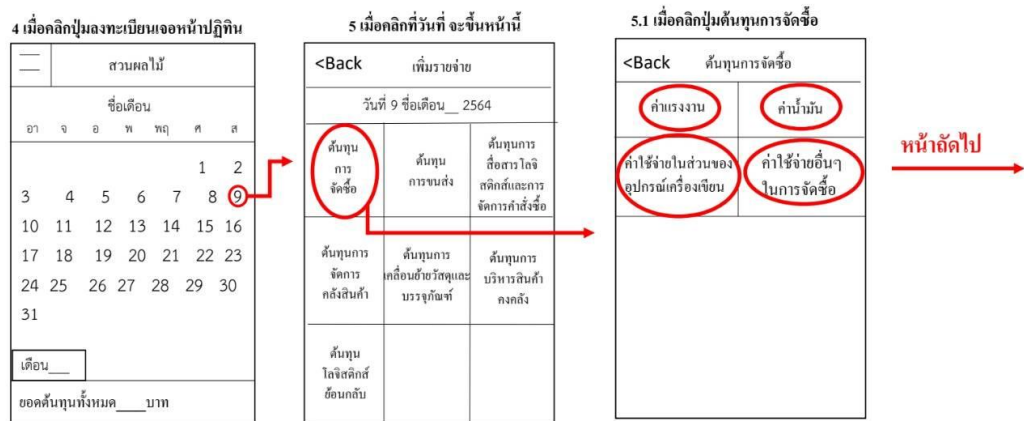 4 เมื่อคลิกปุ่มลงทะเบียนเจอหน้าปฏิทิน
สวนผลไม้
ชื่อเดือน
อา จ อ พ พฤ ศ ส
1 2
3 4 5 6 7 8 9
10 11 12 13 14 15 16
17 18 19 20 21 22 23
24 25 26 27 28 29 30
31
เดือน___
ยอดต้นทุนทั้งหมด____บาท
5 เมื่อคลิกที่วันที่ จะขึ้นหน้านี้
<Back เพิ่มรายจ่าย
วันที่ 9 ชื่อเดือน__ 2564
ต้นทุน
การ
จัดซื้อ
ต้นทุน
การขนส่ง
ต้นทุนการ
สื่อสารโลจิ
สติกส์และการ
จัดการคำสั่งซื้อ
ต้นทุนการ
จัดการ
คลังสินค้า
ต้นทุนการ
เคลื่อนย้ายวัสดุและ
บรรจุภัณฑ์
ต้นทุนการ
บริหารสินค้า
คงคลัง
ต้นทุน
โลจิสติกส์
ย้อนกลับ
5.1 เมื่อคลิกปุ่มต้นทุนการจัดซื้อ
<Back ต้นทุนการจัดซื้อ
ค่าแรงงาน
ค่าน้ำมัน
ค่าใช้จ่ายในส่วนของ
อุปกรณ์เครื่องเขียน
ค่าใช้จ่ายอื่นๆ
ในการจัดซื้อ
หน้าถัดไป